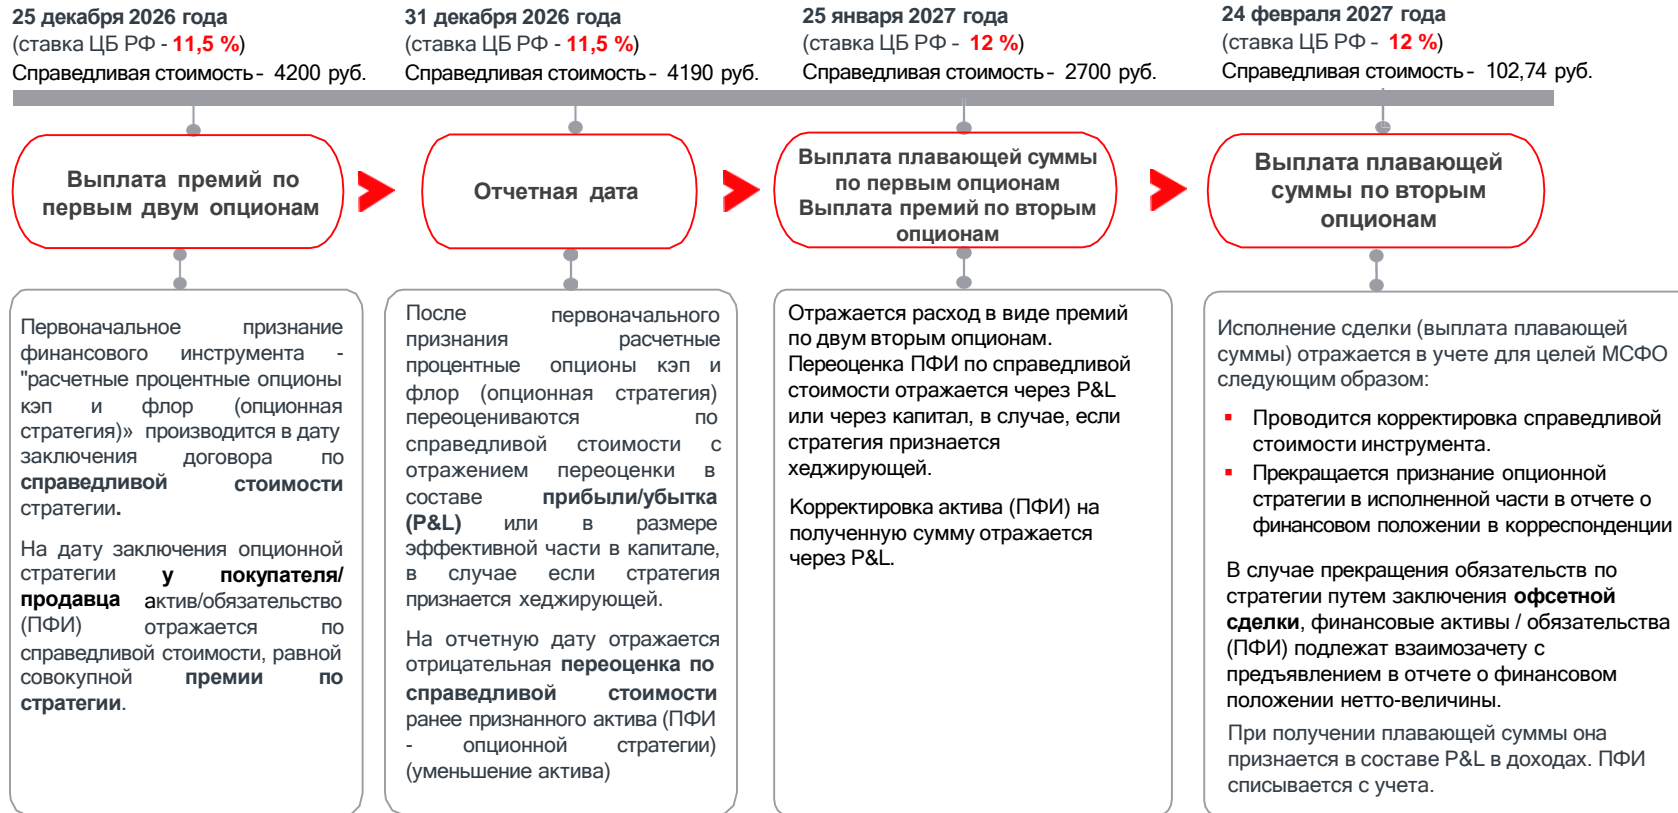 25 декабря 2026 года
(ставка ЦБ РФ - 11,5 %)
Справедливая стоимость - 4200 руб.
31 декабря 2026 года
(ставка ЦБ РФ - 11,5 %)
Справедливая стоимость - 4190 руб.
25 января 2027 года
(ставка ЦБ РФ - 12 %)
Справедливая стоимость - 2700 руб.
24 февраля 2027 года
(ставка ЦБ РФ - 12 %)
Справедливая стоимость - 102,74 руб.
Выплата премий по
первым двум опционам
Отчетная дата
Выплата плавающей суммы
по первым опционам
Выплата премий по вторым
опционам
Выплата плавающей
суммы по вторым
опционам
Первоначальное признание
финансового инструмента -
"расчетные процентные опционы
кэп и флор (опционная
стратегия)» производится в дату
заключения договора по
справедливой стоимости
стратегии.
На дату заключения опционной
стратегии у покупателя/
продавца актив/обязательство
(ПФИ) отражается по
справедливой стоимости, равной
совокупной премии по
стратегии.
После первоначального
признания расчетные
процентные опционы кэп и
флор (опционная стратегия)
переоцениваются по
справедливой стоимости с
отражением переоценки в
составе прибыли/убытка
(P&L) или в размере
эффективной части в капитале,
в случае если стратегия
признается хеджирующей.
На отчетную дату отражается
отрицательная переоценка по
справедливой стоимости
ранее признанного актива (ПФИ
- опционной стратегии)
(уменьшение актива)
Отражается расход в виде премий
по двум вторым опционам.
Переоценка ПФИ по справедливой
стоимости отражается через P&L
или через капитал, в случае, если
стратегия признается
хеджирующей.
Корректировка актива (ПФИ) на
полученную сумму отражается
через P&L.
Исполнение сделки (выплата плавающей
суммы) отражается в учете для целей МСФО
следующим образом:
▪ Проводится корректировка справедливой
стоимости инструмента.
▪ Прекращается признание опционной
стратегии в исполненной части в отчете о
финансовом положении в корреспонденции
В случае прекращения обязательств по
стратегии путем заключения офсетной
сделки, финансовые активы / обязательства
(ПФИ) подлежат взаимозачету с
предъявлением в отчете о финансовом
положении нетто-величины.
При получении плавающей суммы она
признается в составе P&L в доходах. ПФИ
списывается с учета.